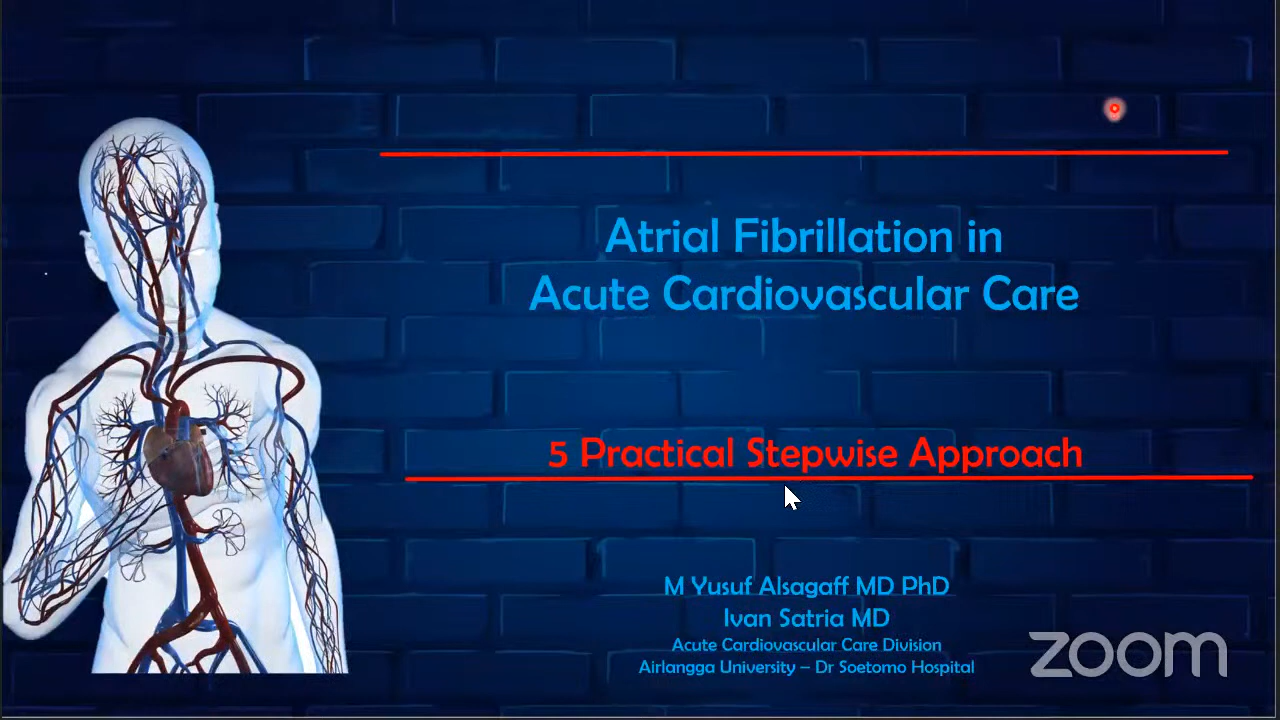 Atrial Fibrillation in
Acute Cardiovascular Care
5 Practical Stepwise Approach
M Yusuf Alsagaff MD PhD
Ivan Satria MD
Acute Cardiovascular Care Division
Airlangga University – Dr Soetomo Hospital
zoom